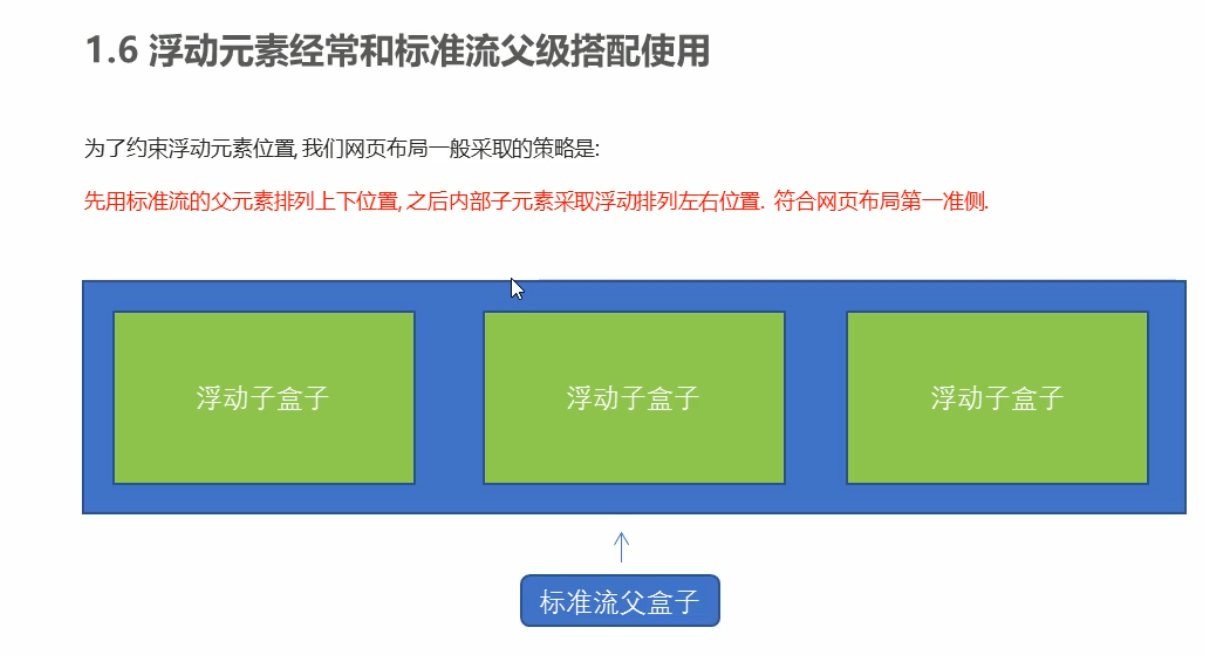 1.6 浮动元素经常和标准流父级搭配使用
为了约束浮动元素位置, 我们网页布局一般采取的策略是:
先用标准流的父元素排列上下位置, 之后内部子元素采取浮动排列左右位置. 符合网页布局第一准侧.
浮动子盒子 浮动子盒子 浮动子盒子
标准流父盒子